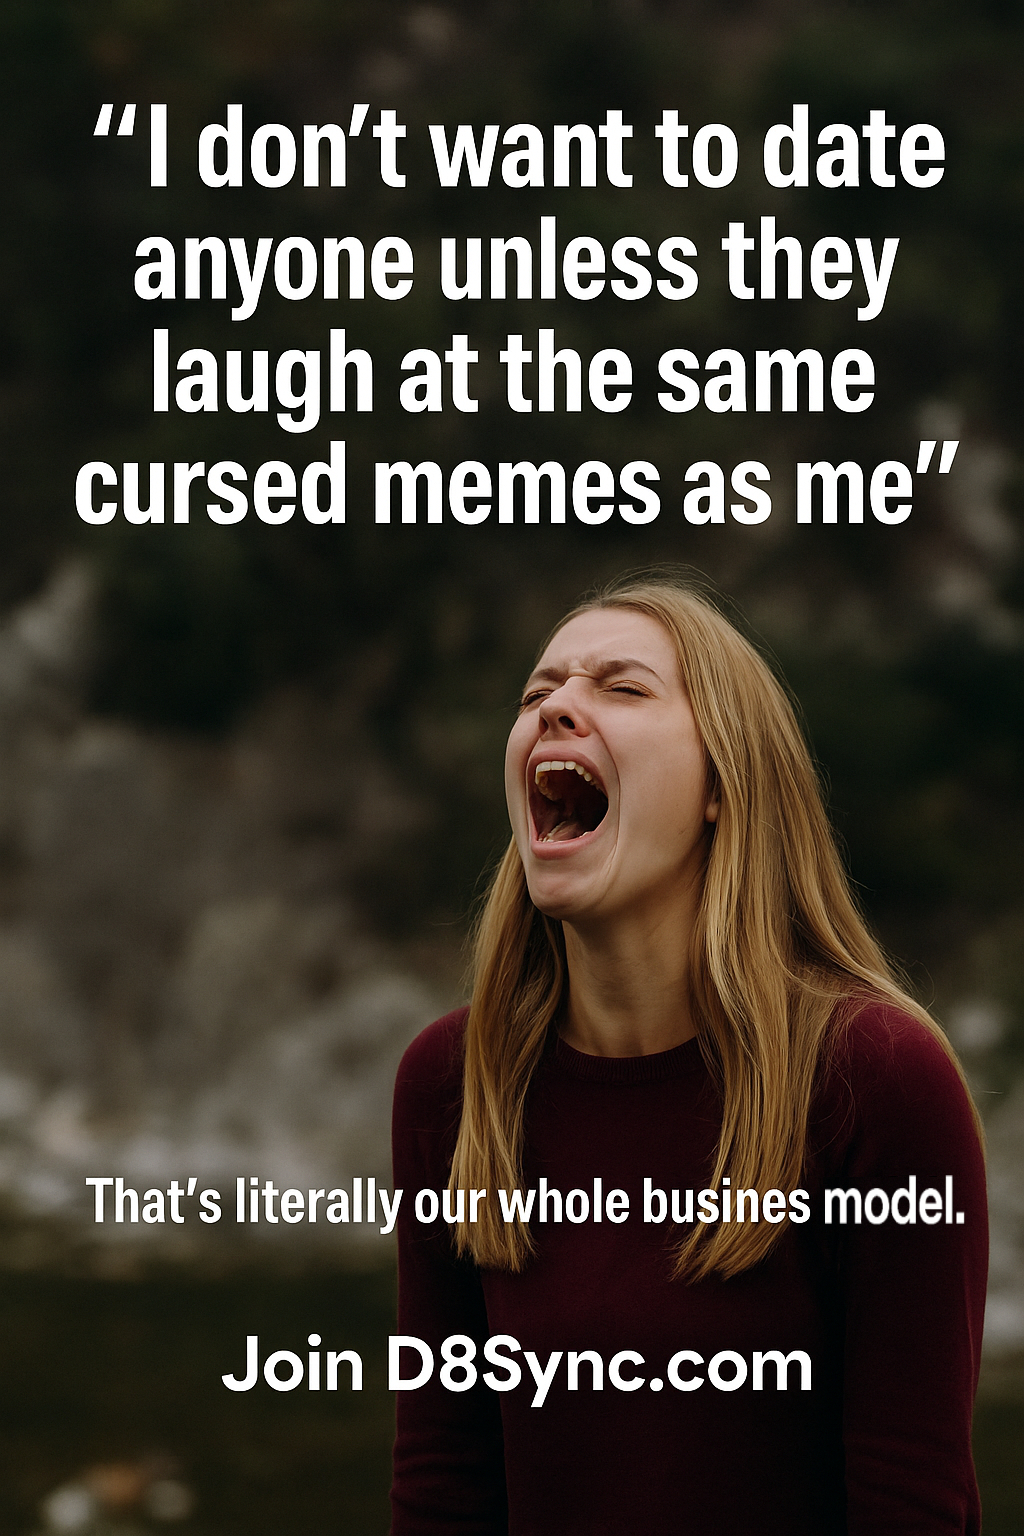 “I don’t want to date
anyone unless they
laugh at the same
cursed memes as me”
That’s literally our whole busines model.
Join D8Sync.com